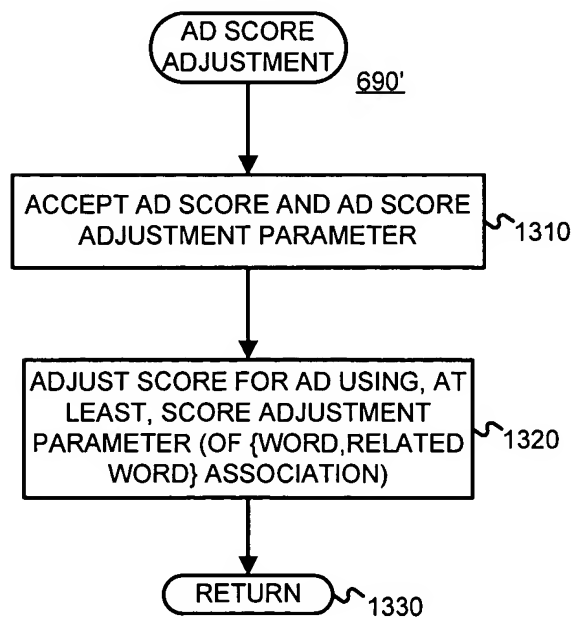 AD SCORE
ADJUSTMENT
690'
ACCEPT AD SCORE AND AD SCORE
ADJUSTMENT PARAMETER
1310
ADJUST SCORE FOR AD USING, AT
LEAST, SCORE ADJUSTMENT
PARAMETER (OF {WORD,RELATED
WORD} ASSOCIATION)
1320
RETURN
1330